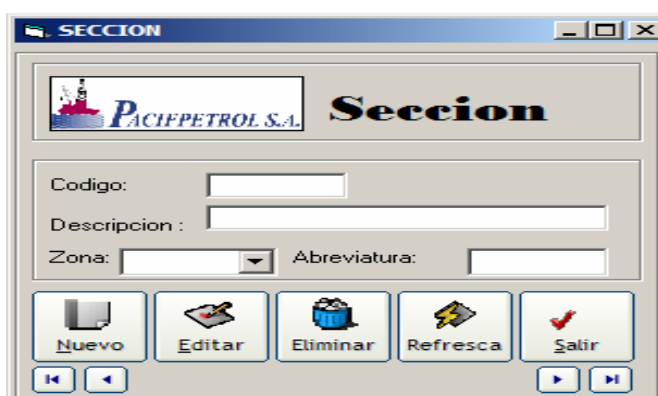 SECCION
PACIFPETROL S.A. Seccion
Codigo:
Descripcion :
Zona: Abreviatura:
Nuevo Editar Eliminar Refresca Salir